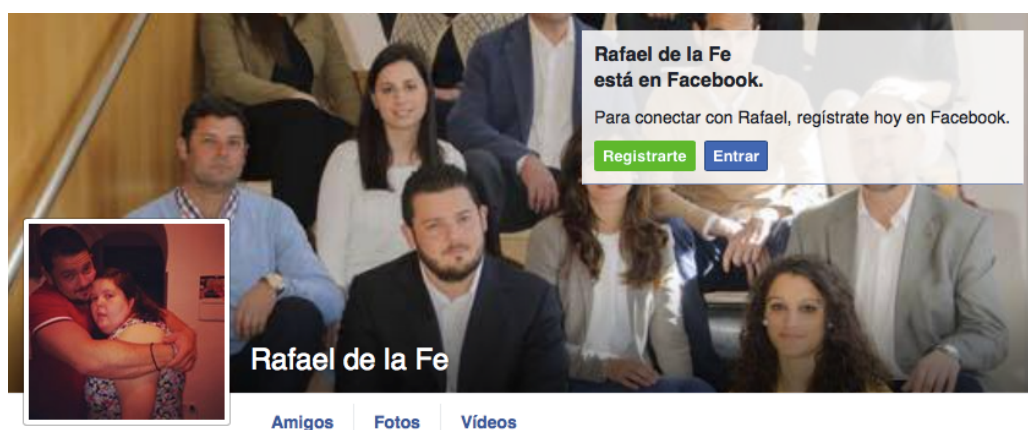 Rafael de la Fe
está en Facebook.
Para conectar con Rafael, regístrate hoy en Facebook.
Registrarte Entrar
Rafael de la Fe
Amigos Fotos Vídeos